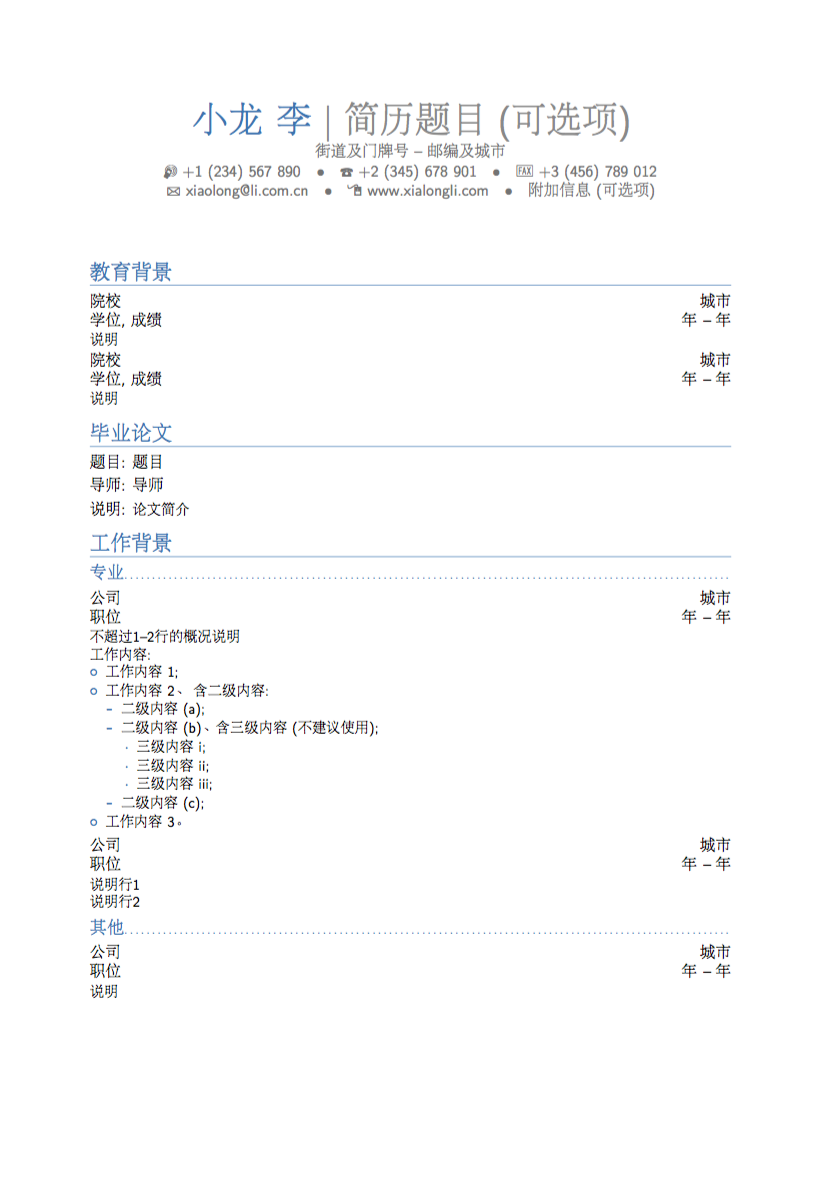 小龙 李 | 简历题目 (可选项)
街道及门牌号 – 邮编及城市
+1 (234) 567 890 ● +2 (345) 678 901 ● FAX +3 (456) 789 012
xiaolong@li.com.cn ● www.xialongli.com ● 附加信息 (可选项)
教育背景
院校 城市
学位, 成绩 年 – 年
说明
院校 城市
学位, 成绩 年 – 年
说明
毕业论文
题目: 题目
导师: 导师
说明: 论文简介
工作背景
专业
公司 城市
职位 年 – 年
不超过1–2行的概况说明
工作内容:
工作内容 1;
工作内容 2、 含二级内容:
– 二级内容 (a);
– 二级内容 (b)、含三级内容 (不建议使用);
· 三级内容 i;
· 三级内容 ii;
· 三级内容 iii;
– 二级内容 (c);
工作内容 3。
公司 城市
职位 年 – 年
说明行1
说明行2
其他
公司 城市
职位 年 – 年
说明